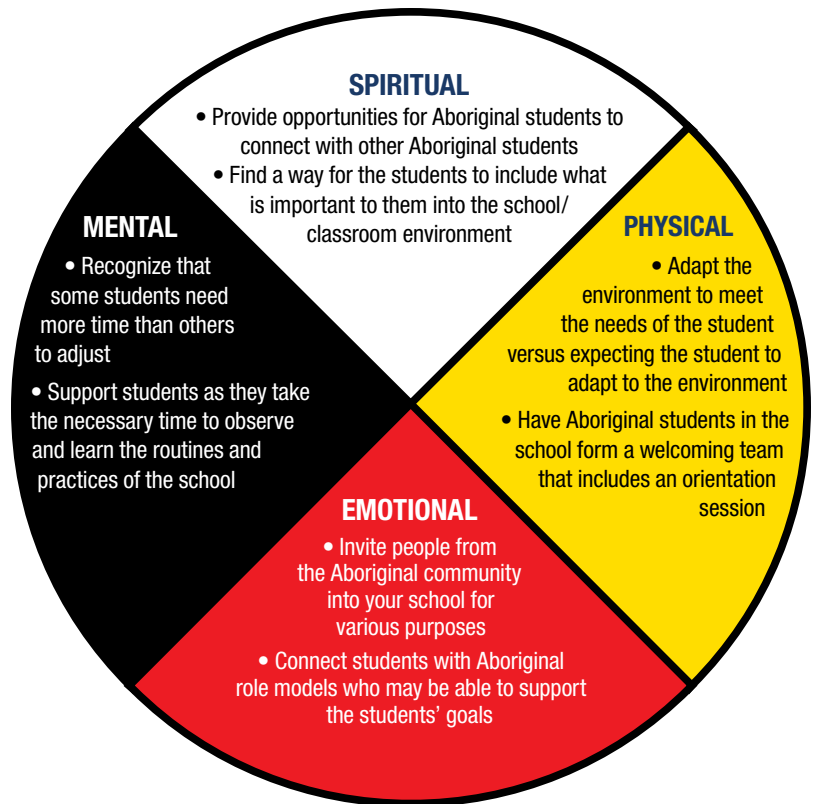 SPIRITUAL
• Provide opportunities for Aboriginal students to
connect with other Aboriginal students
• Find a way for the students to include what
is important to them into the school/
classroom environment
MENTAL
• Recognize that
some students need
more time than others
to adjust
• Support students as they take
the necessary time to observe
and learn the routines and
practices of the school
PHYSICAL
• Adapt the
environment to meet
the needs of the student
versus expecting the student to
adapt to the environment
• Have Aboriginal students in the
school form a welcoming team
that includes an orientation
session
EMOTIONAL
• Invite people from
the Aboriginal community
into your school for
various purposes
• Connect students with Aboriginal
role models who may be able to support
the students’ goals